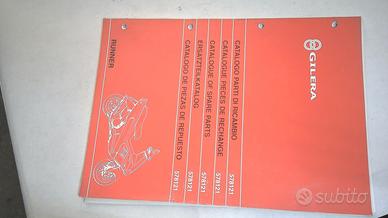 GILERA
CATALOGO PARTI DI RICAMBIO 578121
CATALOGUE PIECES DE RECHANGE 578121
CATALOGUE OF SPARE PARTS 578121
ERSATZTEILKATALOG 578121
CATALOGO DE PIEZAS DE REPUESTO 578121
RUNNER
subito